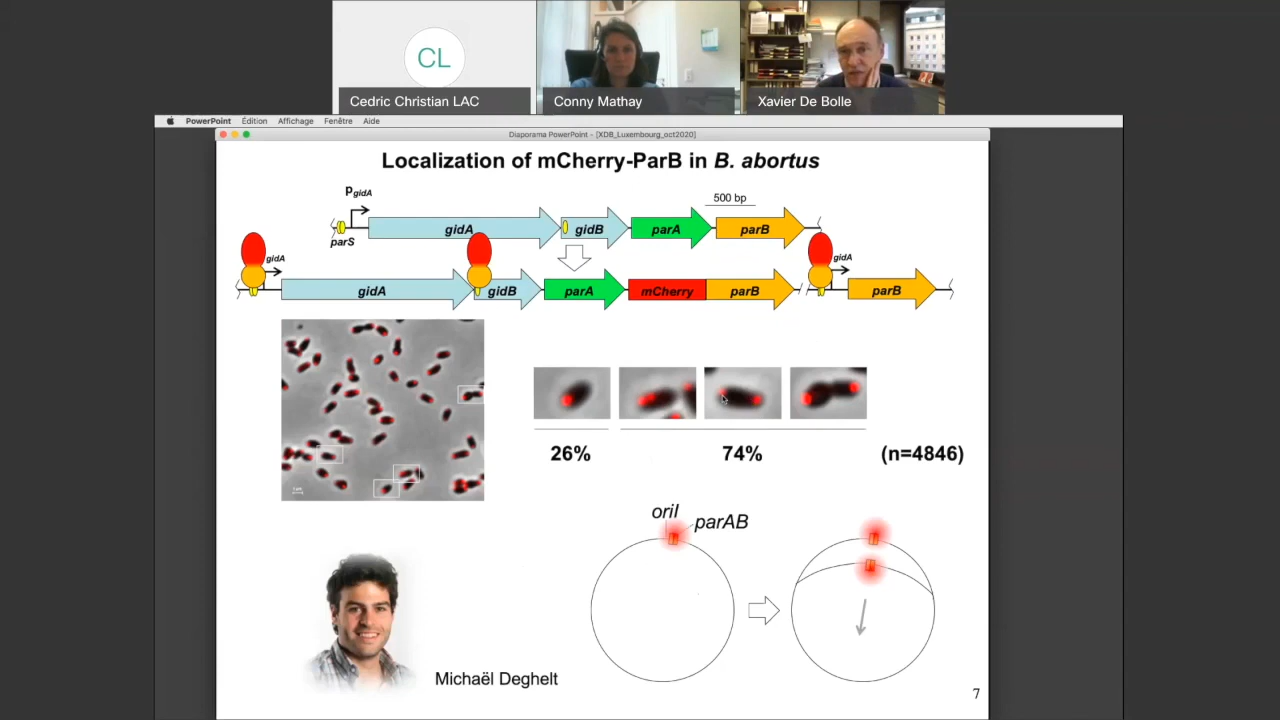 CL
Cedric Christian LAC
Conny Mathay
Xavier De Bolle
PowerPoint Édition Affichage Fenêtre Aide
Diaporama PowerPoint - [XDB_Luxembourg_oct2020]
Localization of mCherry-ParB in B. abortus
PgidA
500 bp
gidA gidB parA parB
parS
gidA gidA
gidA gidB parA mCherry parB parB
26% 74% (n=4846)
oriI
parAB
Michaël Deghelt
7